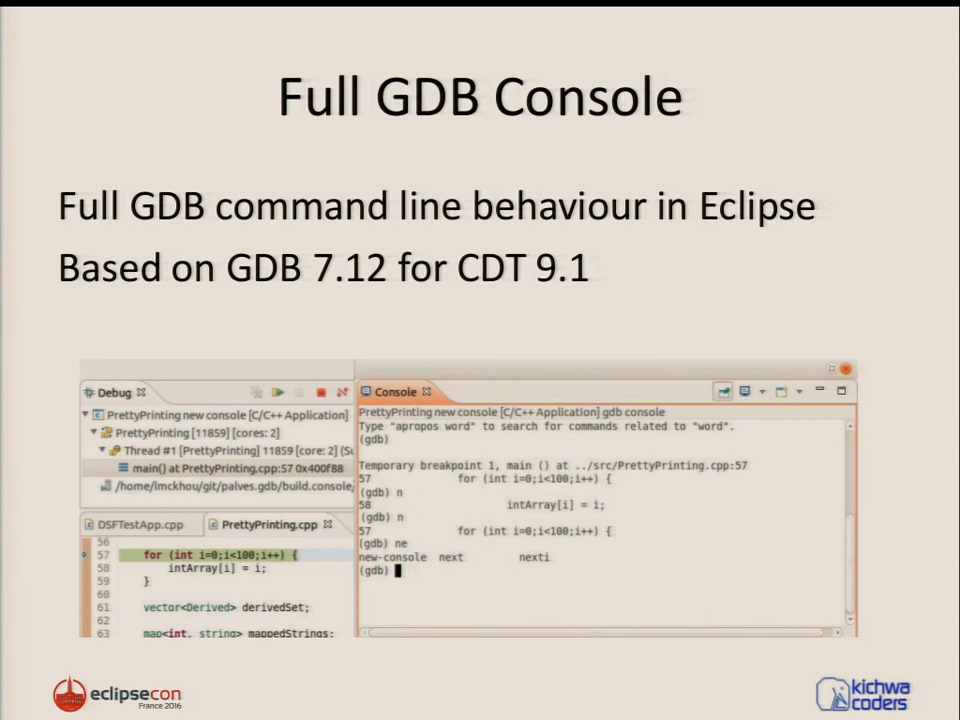 Full GDB Console
Full GDB command line behaviour in Eclipse
Based on GDB 7.12 for CDT 9.1
Debug
PrettyPrinting new console [C/C++ Application]
PrettyPrinting [11859] [cores: 2]
Thread #1 [PrettyPrinting] 11859 [core: 2] (Su
main() at PrettyPrinting.cpp:57 0x400f88
/home/lmckhou/git/palves.gdb/build.console/
DSFTestApp.cpp
PrettyPrinting.cpp
56
57 for (int i=0;i<100;i++) {
58 intArray[i] = i;
59 }
60
61 vector<Derived> derivedSet;
62
63 map<int, string> mappedStrings;
Console
PrettyPrinting new console [C/C++ Application] gdb console
Type "apropos word" to search for commands related to "word".
(gdb)
Temporary breakpoint 1, main () at ../src/PrettyPrinting.cpp:57
57 for (int i=0;i<100;i++) {
(gdb) n
58 intArray[i] = i;
(gdb) n
57 for (int i=0;i<100;i++) {
(gdb) ne
new-console next nexti
(gdb)
eclipsecon
France 2016
kichwa
coders